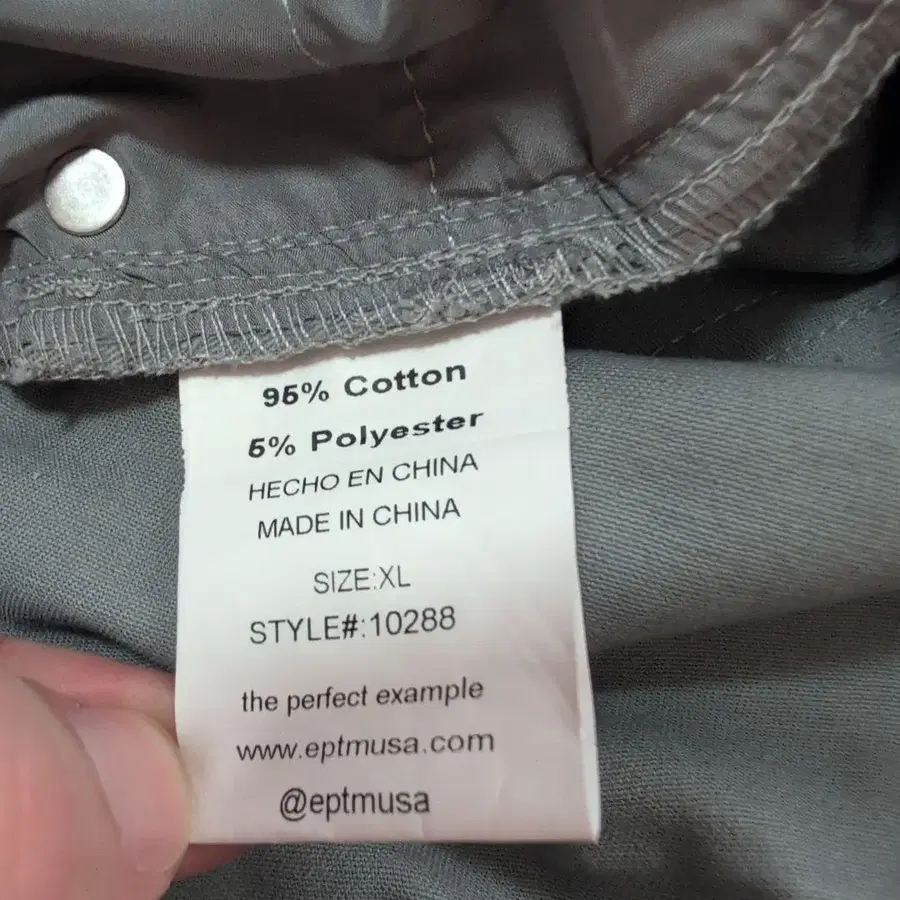 95% Cotton
5% Polyester
HECHO EN CHINA
MADE IN CHINA
SIZE:XL
STYLE#:10288
the perfect example
www.eptmusa.com
@eptmusa